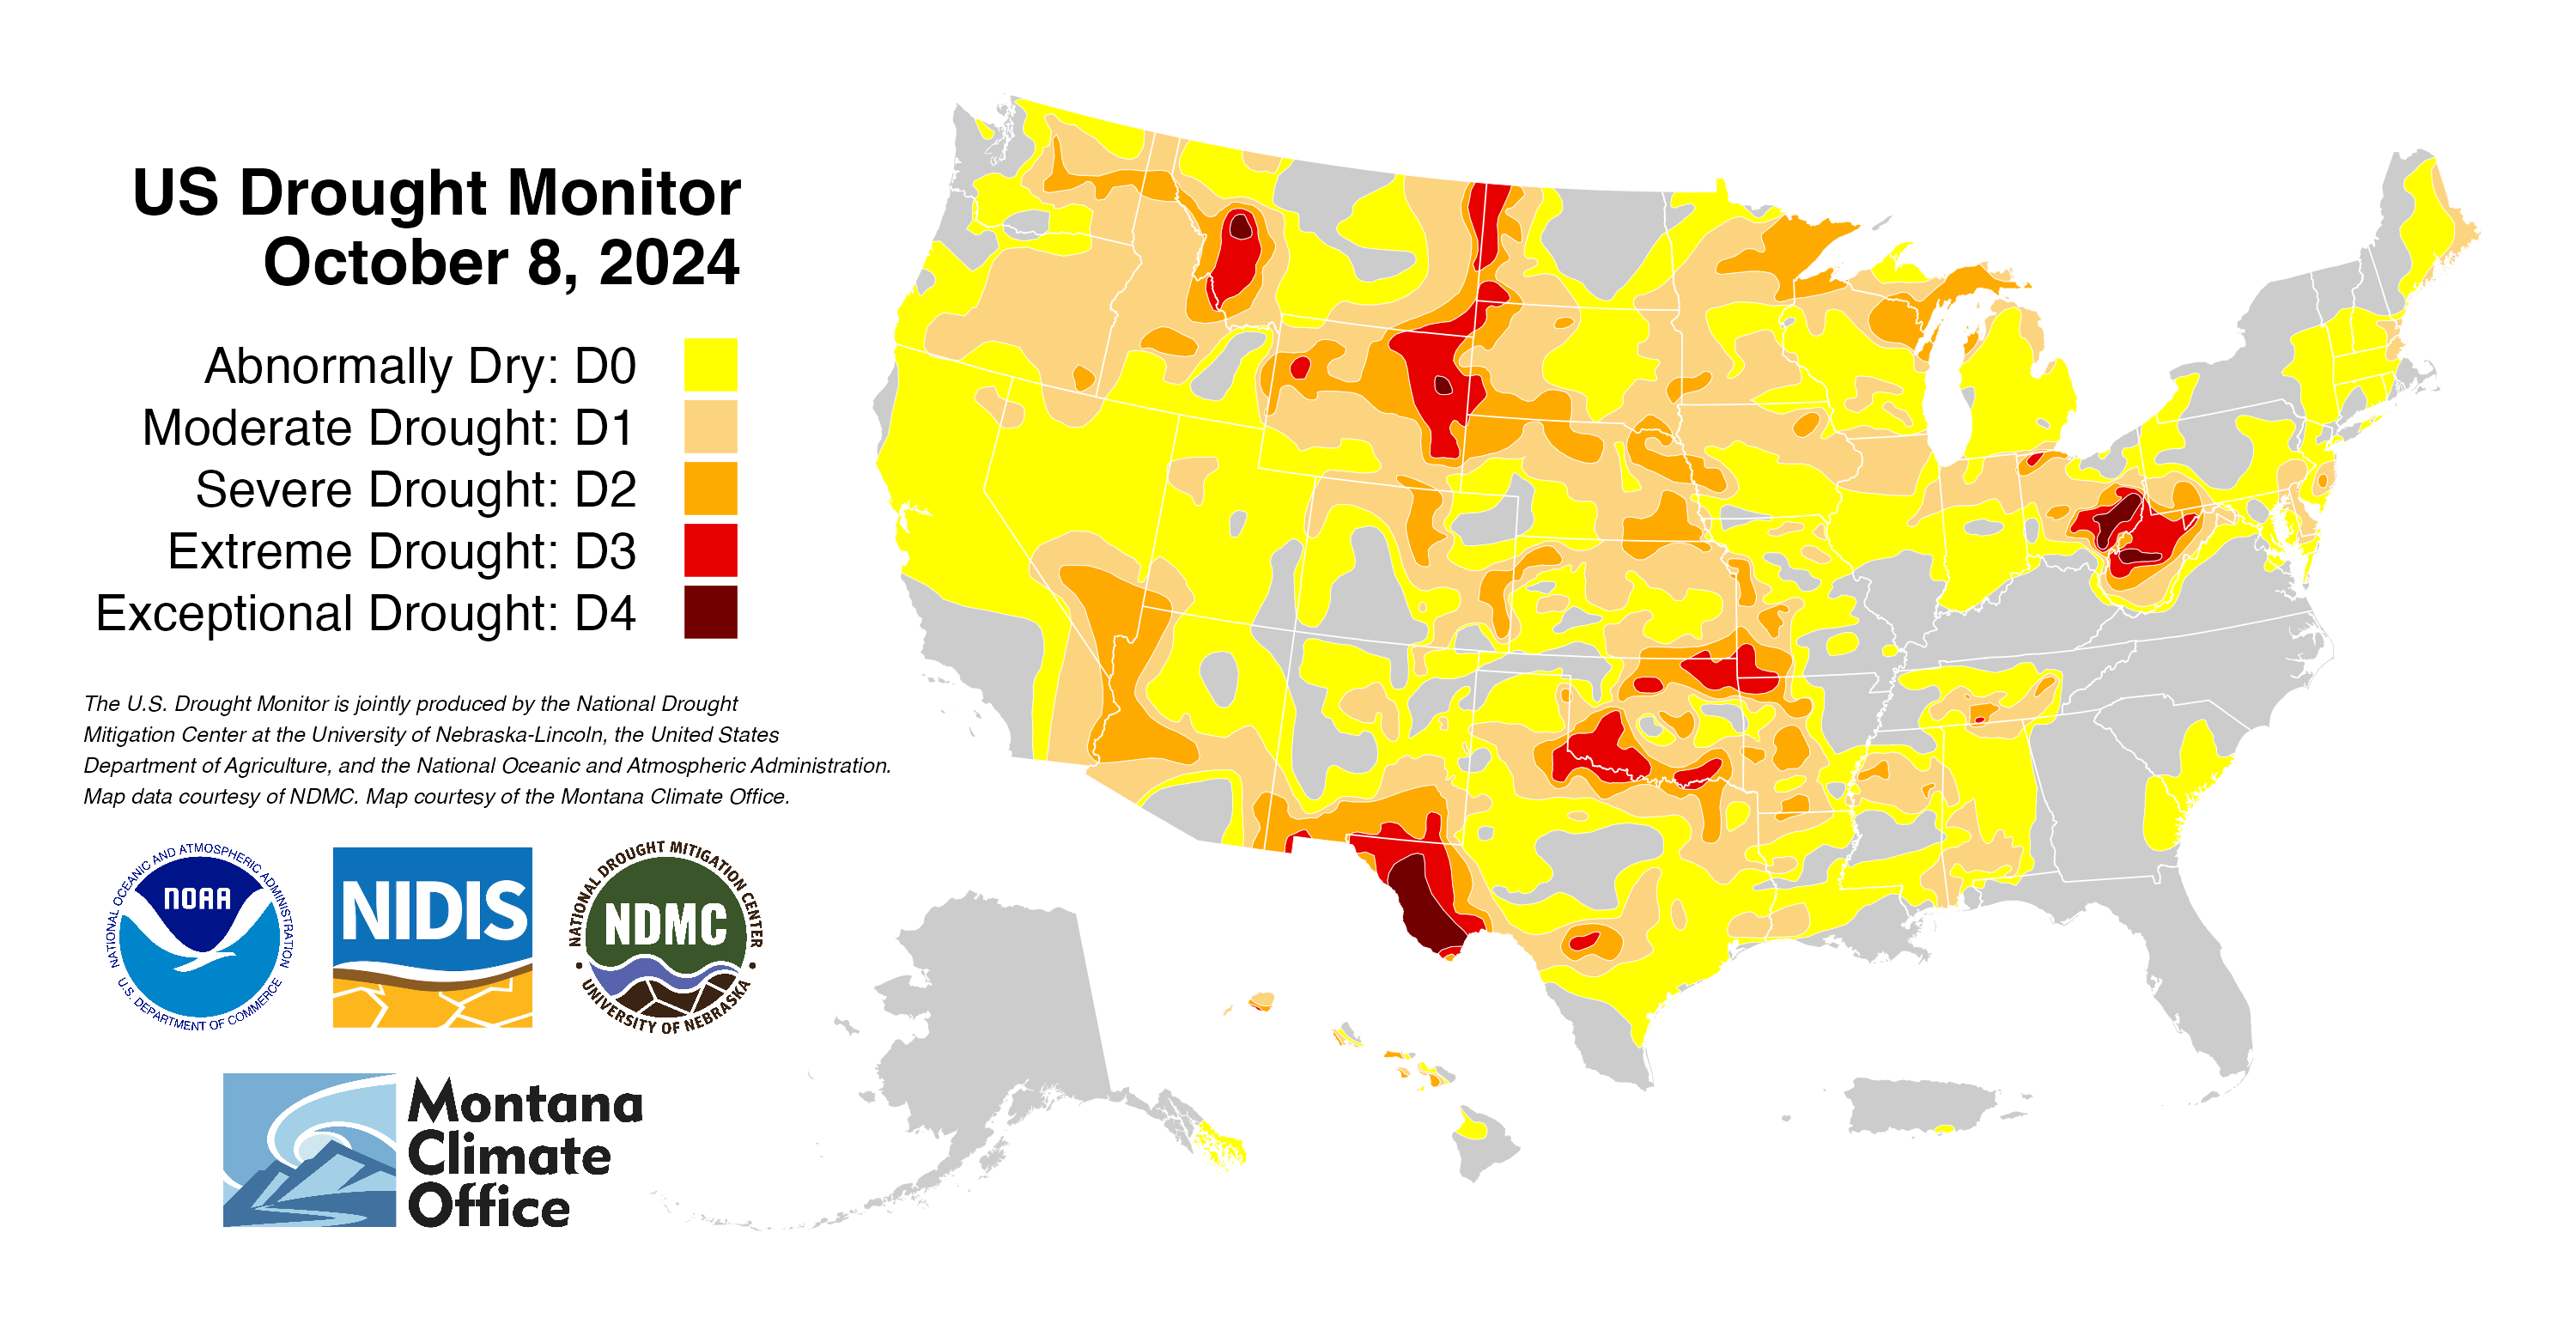 US Drought Monitor
October 8, 2024
Abnormally Dry: D0
Moderate Drought: D1
Severe Drought: D2
Extreme Drought: D3
Exceptional Drought: D4
The U.S. Drought Monitor is jointly produced by the National Drought
Mitigation Center at the University of Nebraska-Lincoln, the United States
Department of Agriculture, and the National Oceanic and Atmospheric Administration.
Map data courtesy of NDMC. Map courtesy of the Montana Climate Office.
NATIONAL OCEANIC AND ATMOSPHERIC ADMINISTRATION
NOAA
U.S. DEPARTMENT OF COMMERCE
NIDIS
NATIONAL DROUGHT MITIGATION CENTER
NDMC
UNIVERSITY OF NEBRASKA
Montana
Climate
Office